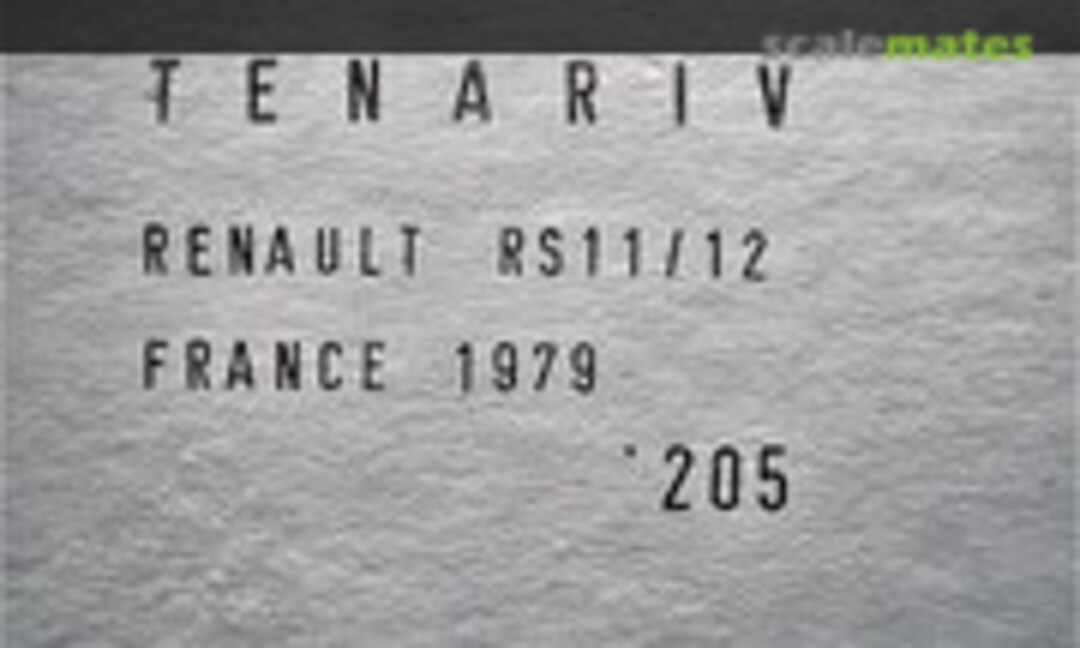 scalemates
TENARIV
RENAULT RS11/12
FRANCE 1979
205